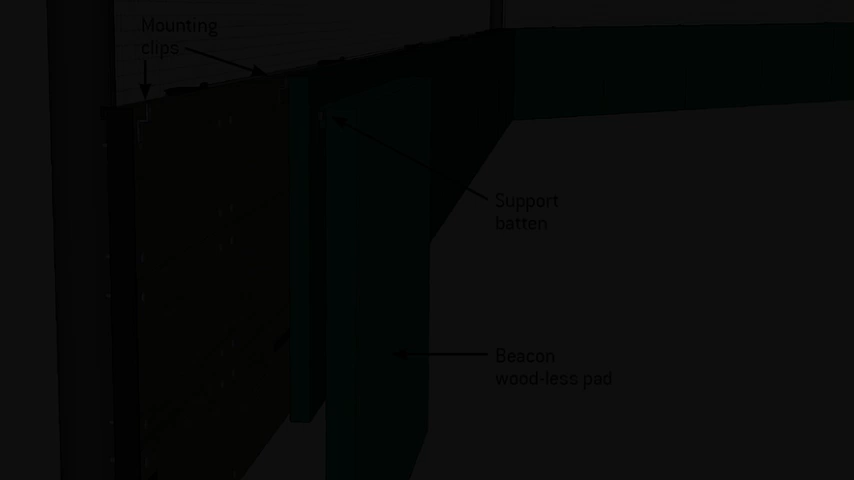 Mounting
clips
Support
batten
Beacon
wood-less pad